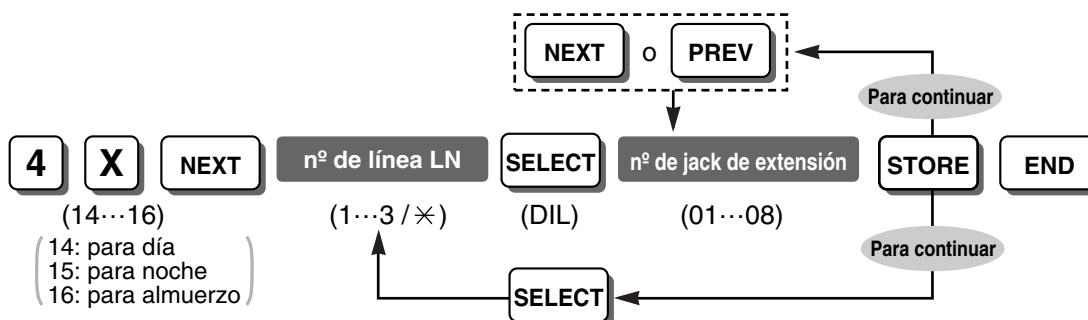 NEXT o PREV
Para continuar
4 X NEXT nº de línea LN SELECT nº de jack de extensión STORE END
(14···16) (1···3 / ✳) (DIL) (01···08)
14: para día
15: para noche
16: para almuerzo
Para continuar
SELECT